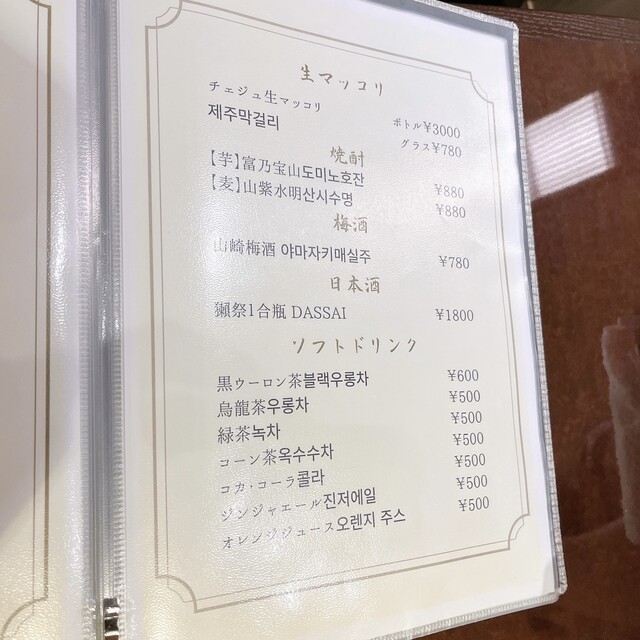 生マッコリ
チェジュ生マッコリ
제주막걸리 ボトル¥3000
グラス¥780
焼酎
【芋】富乃宝山도미노호잔 ¥880
【麦】山紫水明산시수명 ¥880
梅酒
山崎梅酒 야마자키매실주 ¥780
日本酒
獺祭1合瓶 DASSAI ¥1800
ソフトドリンク
黒ウーロン茶블랙우롱차 ¥600
烏龍茶우롱차 ¥500
緑茶녹차 ¥500
コーン茶옥수수차 ¥500
コカ・コーラ콜라 ¥500
ジンジャエール진저에일 ¥500
オレンジジュース오렌지 주스 ¥500